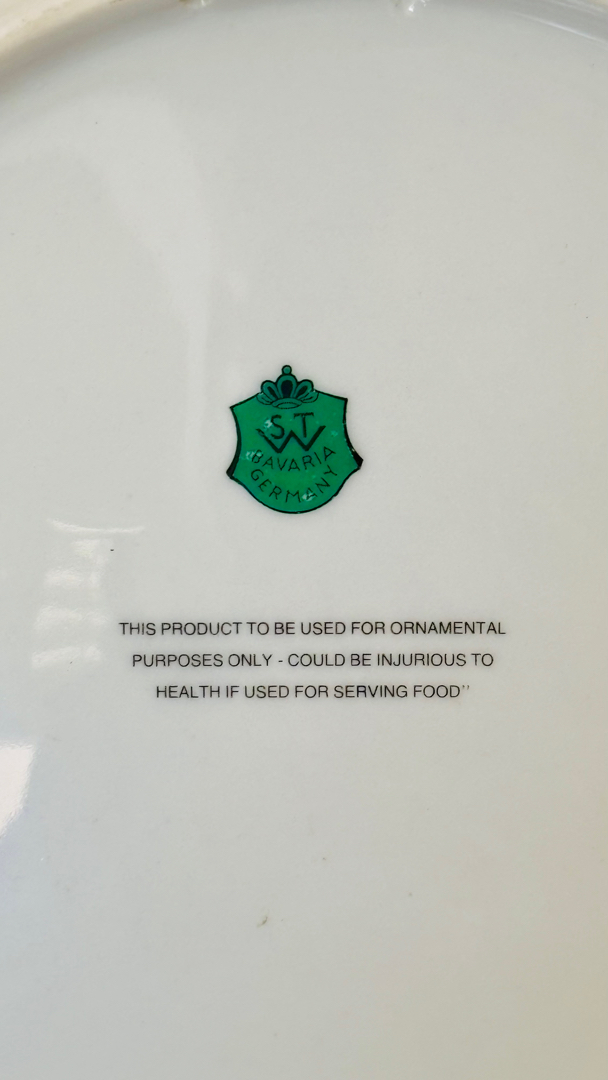 S T
W
BAVARIA
GERMANY
THIS PRODUCT TO BE USED FOR ORNAMENTAL
PURPOSES ONLY - COULD BE INJURIOUS TO
HEALTH IF USED FOR SERVING FOOD"